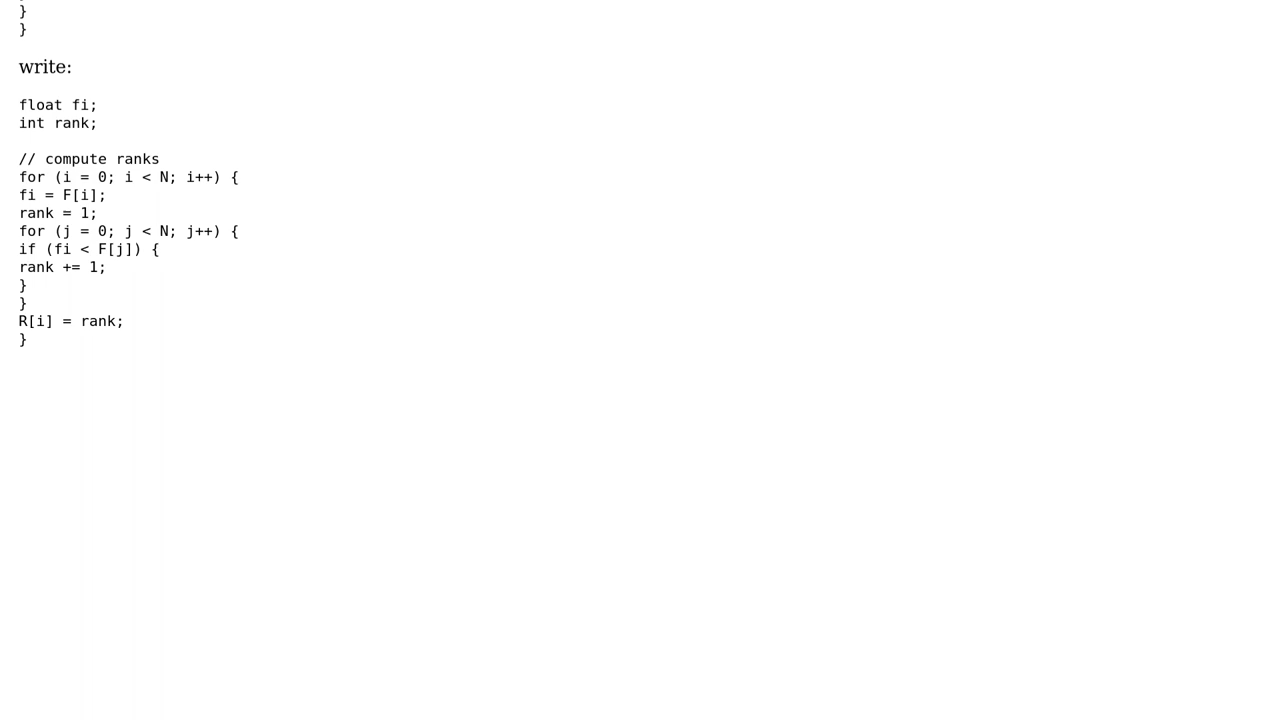 }
}
write:
float fi;
int rank;
// compute ranks
for (i = 0; i < N; i++) {
fi = F[i];
rank = 1;
for (j = 0; j < N; j++) {
if (fi < F[j]) {
rank += 1;
}
}
R[i] = rank;
}